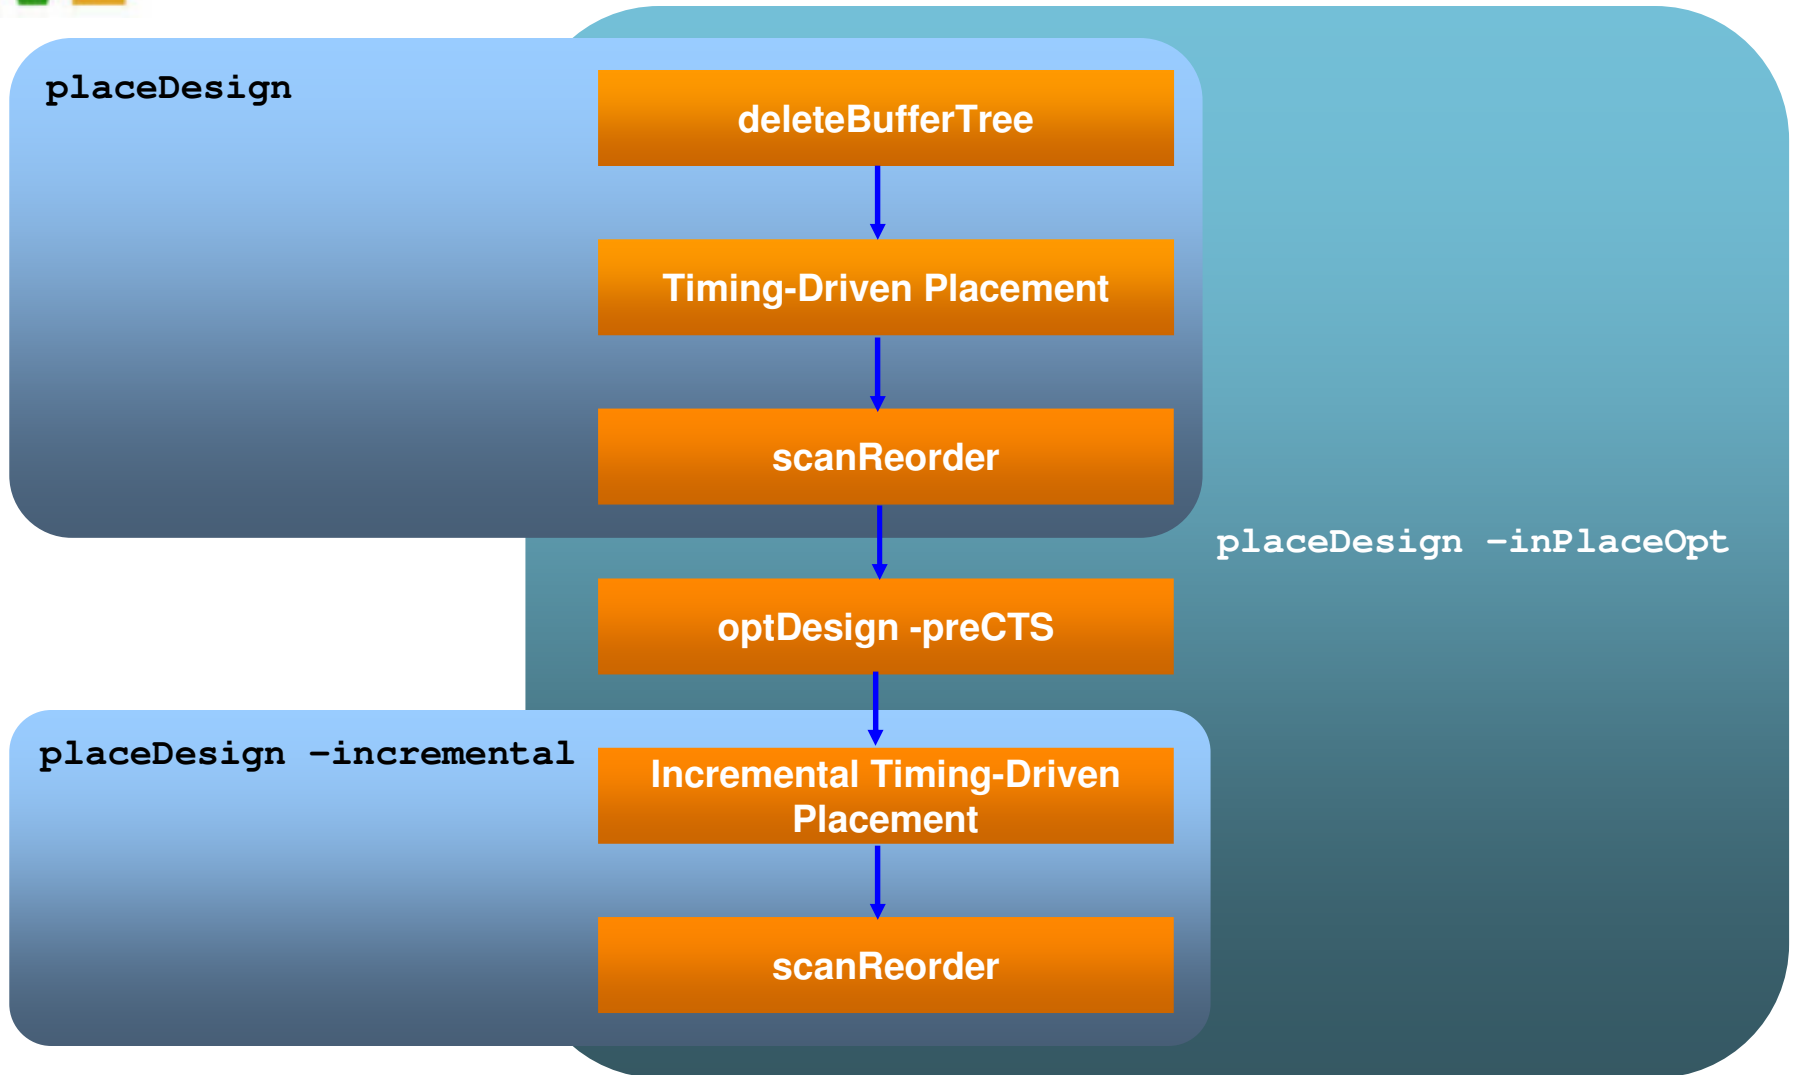 placeDesign
deleteBufferTree
Timing-Driven Placement
scanReorder
placeDesign –inPlaceOpt
optDesign -preCTS
placeDesign –incremental
Incremental Timing-Driven
Placement
scanReorder